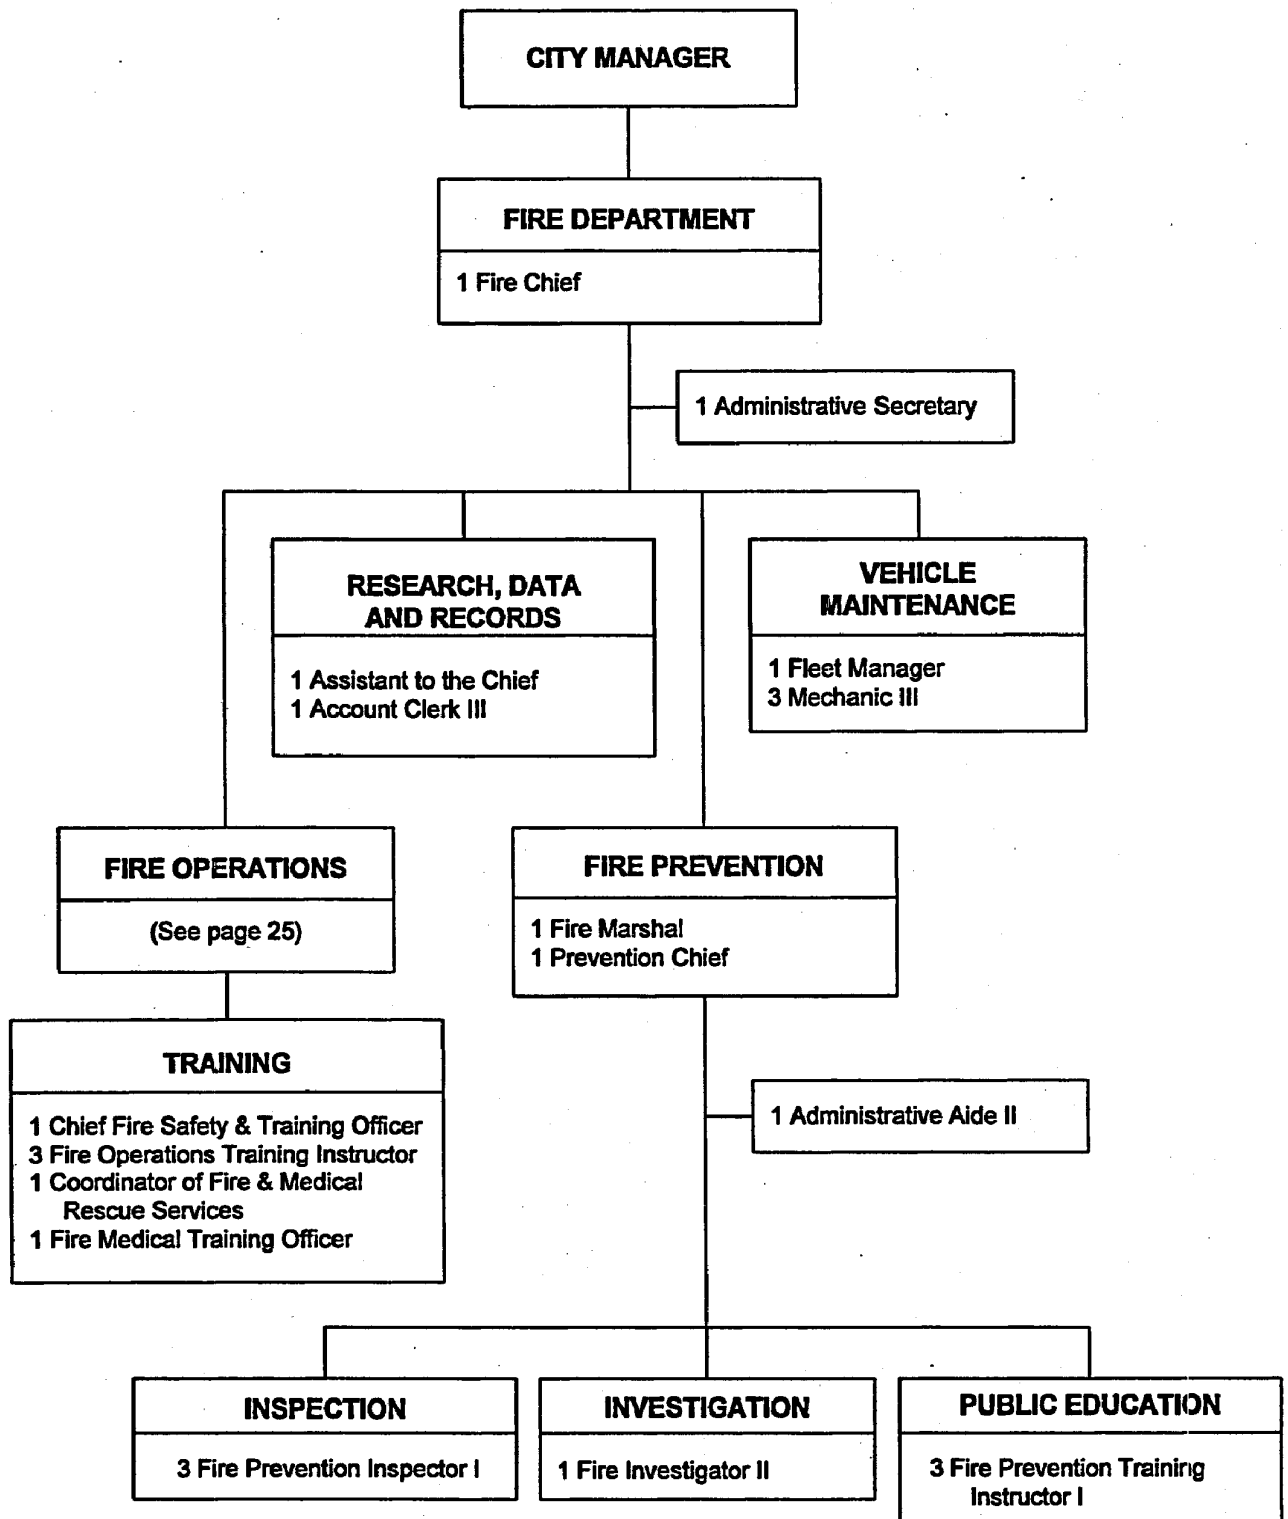 CITY MANAGER
FIRE DEPARTMENT
1 Fire Chief
1 Administrative Secretary
RESEARCH, DATA
AND RECORDS
1 Assistant to the Chief
1 Account Clerk III
VEHICLE
MAINTENANCE
1 Fleet Manager
3 Mechanic III
FIRE OPERATIONS
(See page 25)
FIRE PREVENTION
1 Fire Marshal
1 Prevention Chief
TRAINING
1 Chief Fire Safety & Training Officer
3 Fire Operations Training Instructor
1 Coordinator of Fire & Medical
Rescue Services
1 Fire Medical Training Officer
1 Administrative Aide II
INSPECTION
3 Fire Prevention Inspector I
INVESTIGATION
1 Fire Investigator II
PUBLIC EDUCATION
3 Fire Prevention Training
Instructor I